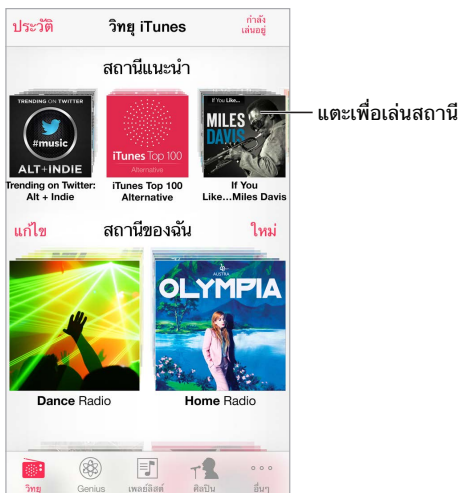 ประวัติ
วิทยุ iTunes
กำลัง
เล่นอยู่
สถานีแนะนำ
TRENDING ON TWITTER
#music
ALT+INDIE
iTunes Top 100
Alternative
If You Like...
MILES
DAVIS
แตะเพื่อเล่นสถานี
Trending on Twitter:
Alt + Indie
iTunes Top 100
Alternative
If You
Like...Miles Davis
แก้ไข
สถานีของฉัน
ใหม่
AUSTRA
OLYMPIA
Dance Radio
Home Radio
วิทยุ
Genius
เพลย์ลิสต์
ศิลปิน
อื่นๆ